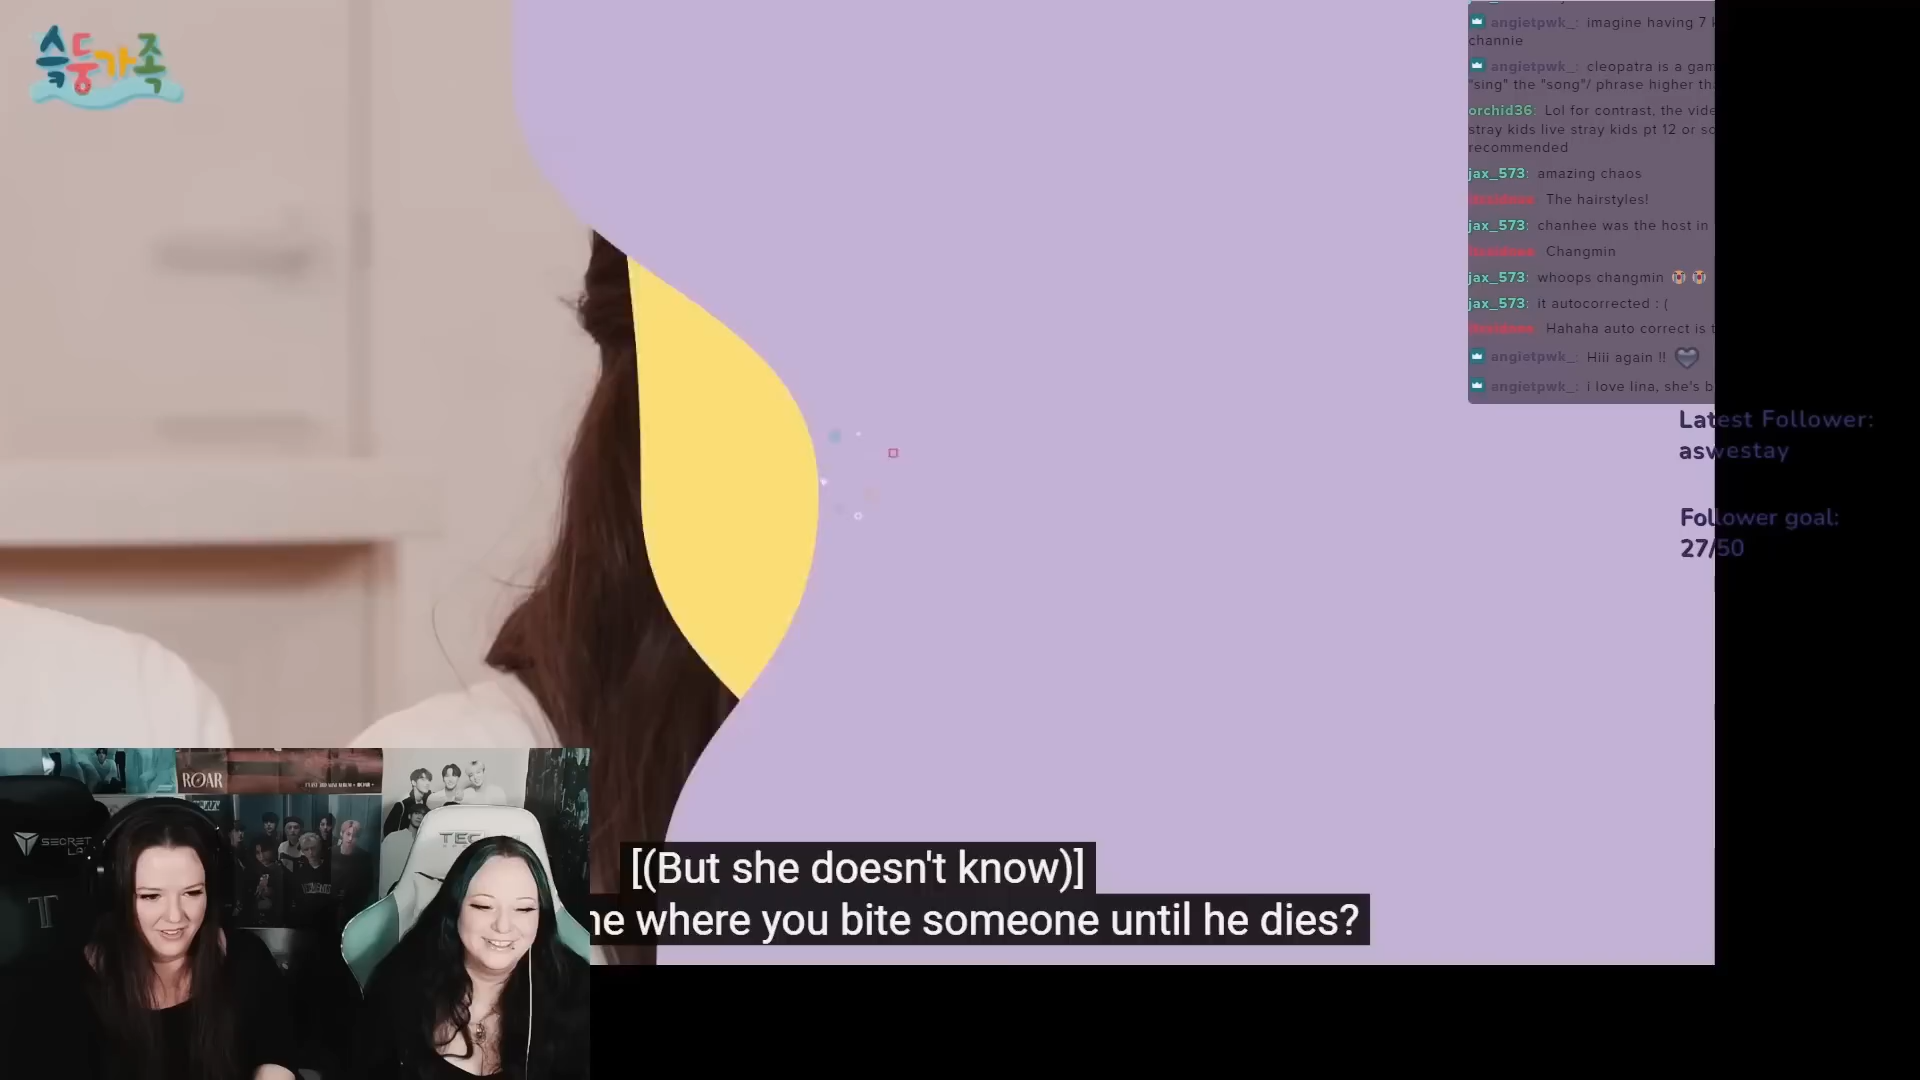 슥둥가족
angietpwk_: imagine having 7 k
channie
angietpwk_: cleopatra is a gam
"sing" the "song"/ phrase higher tha
orchid36: Lol for contrast, the vide
stray kids live stray kids pt 12 or so
recommended
jax_573: amazing chaos
The hairstyles!
jax_573: chanhee was the host in
Changmin
jax_573: whoops changmin 😭 😭
jax_573: it autocorrected : (
Hahaha auto correct is t
angietpwk_: Hiii again !!
angietpwk_: i love lina, she's b
Latest Follower:
aswestay
Follower goal:
27/50
ROAR
SECRET
LAB
[(But she doesn't know)]
ne where you bite someone until he dies?